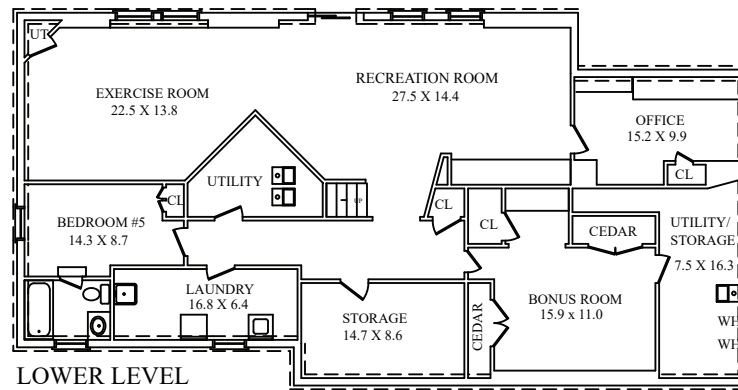 UT
EXERCISE ROOM
22.5 X 13.8
RECREATION ROOM
27.5 X 14.4
OFFICE
15.2 X 9.9
CL
UTILITY
UP
CL
BEDROOM #5
14.3 X 8.7
CL
CL
CEDAR
UTILITY/
STORAGE
7.5 X 16.3
LAUNDRY
16.8 X 6.4
STORAGE
14.7 X 8.6
CEDAR
BONUS ROOM
15.9 x 11.0
WH
WH
LOWER LEVEL